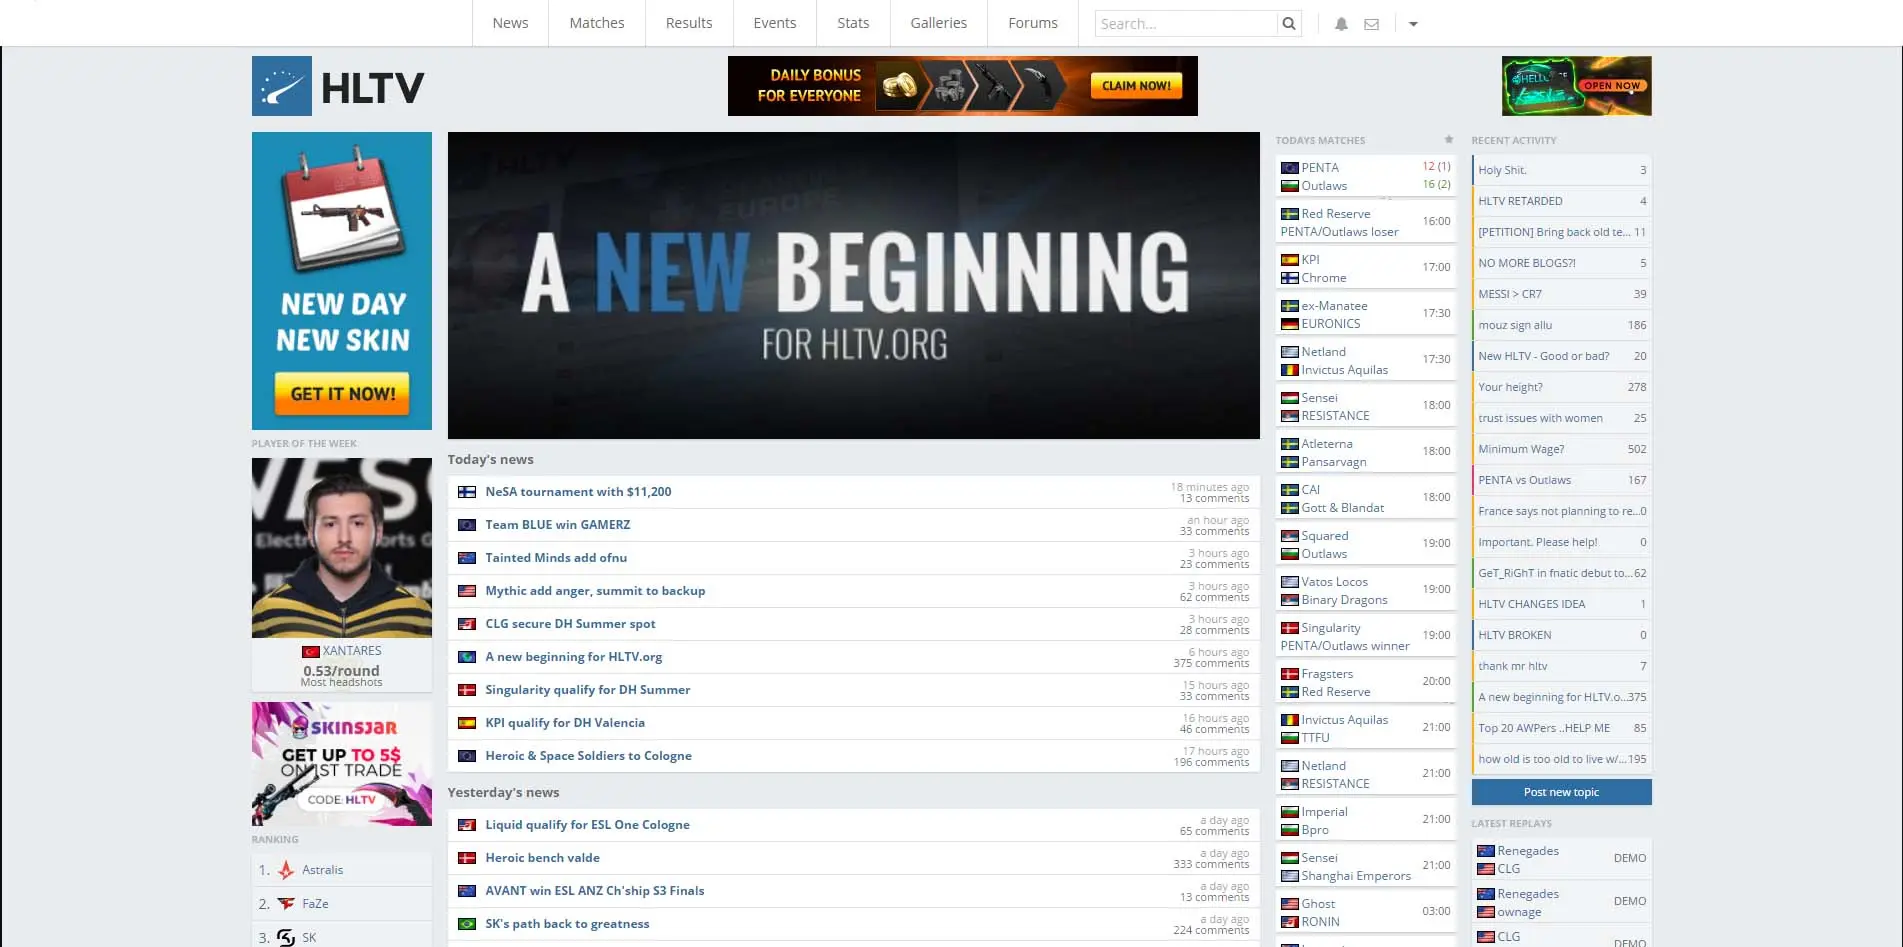 News
Matches
Results
Events
Stats
Galleries
Forums
Search...
HLTV
DAILY BONUS
FOR EVERYONE
CLAIM NOW!
OPEN NOW
NEW DAY
NEW SKIN
GET IT NOW!
PLAYER OF THE WEEK
XANTARES
0.53/round
Most headshots
SKINSJAR
GET UP TO 5$
ON 1ST TRADE
CODE: HLTV
RANKING
1. Astralis
2. FaZe
3. SK
A NEW BEGINNING
FOR HLTV.ORG
Today's news
NeSA tournament with $11,200
18 minutes ago
13 comments
Team BLUE win GAMERZ
an hour ago
33 comments
Tainted Minds add ofnu
3 hours ago
23 comments
Mythic add anger, summit to backup
3 hours ago
62 comments
CLG secure DH Summer spot
3 hours ago
28 comments
A new beginning for HLTV.org
6 hours ago
375 comments
Singularity qualify for DH Summer
15 hours ago
33 comments
KPI qualify for DH Valencia
16 hours ago
46 comments
Heroic & Space Soldiers to Cologne
17 hours ago
196 comments
Yesterday's news
Liquid qualify for ESL One Cologne
a day ago
65 comments
Heroic bench valde
a day ago
333 comments
AVANT win ESL ANZ Ch'ship S3 Finals
a day ago
13 comments
SK's path back to greatness
a day ago
224 comments
TODAYS MATCHES
PENTA 12 (1)
Outlaws 16 (2)
Red Reserve
PENTA/Outlaws loser
16:00
KPI
Chrome
17:00
ex-Manatee
EURONICS
17:30
Netland
Invictus Aquilas
17:30
Sensei
RESISTANCE
18:00
Atleterna
Pansarvagn
18:00
CAI
Gott & Blandat
18:00
Squared
Outlaws
19:00
Vatos Locos
Binary Dragons
19:00
Singularity
PENTA/Outlaws winner
19:00
Fragsters
Red Reserve
20:00
Invictus Aquilas
TTFU
21:00
Netland
RESISTANCE
21:00
Imperial
Bpro
21:00
Sensei
Shanghai Emperors
21:00
Ghost
RONIN
03:00
RECENT ACTIVITY
Holy Shit. 3
HLTV RETARDED 4
[PETITION] Bring back old te... 11
NO MORE BLOGS?! 5
MESSI > CR7 39
mouz sign allu 186
New HLTV - Good or bad? 20
Your height? 278
trust issues with women 25
Minimum Wage? 502
PENTA vs Outlaws 167
France says not planning to re...0
Important. Please help! 0
GeT_RiGhT in fnatic debut to...62
HLTV CHANGES IDEA 1
HLTV BROKEN 0
thank mr hltv 7
A new beginning for HLTV.o...375
Top 20 AWPers ..HELP ME 85
how old is too old to live w/...195
Post new topic
LATEST REPLAYS
Renegades
CLG
DEMO
Renegades
ownage
DEMO
CLG
DEMO